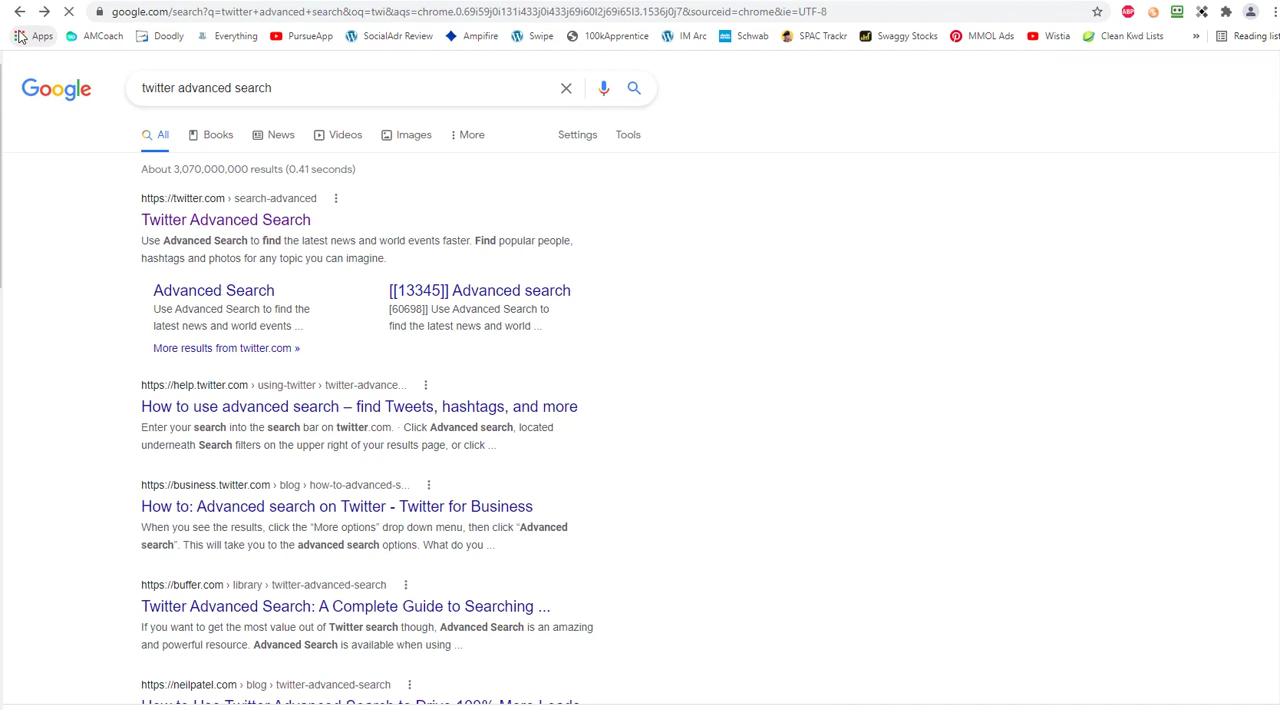 google.com/search?q=twitter+advanced+search&oq=twi&aqs=chrome.0.69i59j0i131i433j0i433j69i60l2j69i65l3.1536j0j7&sourceid=chrome&ie=UTF-8
ABP
Apps AMCoach Doodly Everything PursueApp SocialAdr Review Ampifire Swipe 100kApprentice IM Arc Schwab SPAC Trackr Swaggy Stocks MMOL Ads Wistia Clean Kwd Lists » Reading list
Google twitter advanced search
All Books News Videos Images More Settings Tools
About 3,070,000,000 results (0.41 seconds)
https://twitter.com › search-advanced
Twitter Advanced Search
Use Advanced Search to find the latest news and world events faster. Find popular people,
hashtags and photos for any topic you can imagine.
Advanced Search
Use Advanced Search to find the
latest news and world events ...
[[13345]] Advanced search
[60698]] Use Advanced Search to
find the latest news and world ...
More results from twitter.com »
https://help.twitter.com › using-twitter › twitter-advance...
How to use advanced search – find Tweets, hashtags, and more
Enter your search into the search bar on twitter.com. · Click Advanced search, located
underneath Search filters on the upper right of your results page, or click ...
https://business.twitter.com › blog › how-to-advanced-s...
How to: Advanced search on Twitter - Twitter for Business
When you see the results, click the “More options” drop down menu, then click “Advanced
search”. This will take you to the advanced search options. What do you ...
https://buffer.com › library › twitter-advanced-search
Twitter Advanced Search: A Complete Guide to Searching ...
If you want to get the most value out of Twitter search though, Advanced Search is an amazing
and powerful resource. Advanced Search is available when using ...
https://neilpatel.com › blog › twitter-advanced-search
How to Use Twitter Advanced Search to Drive 100% More Leads